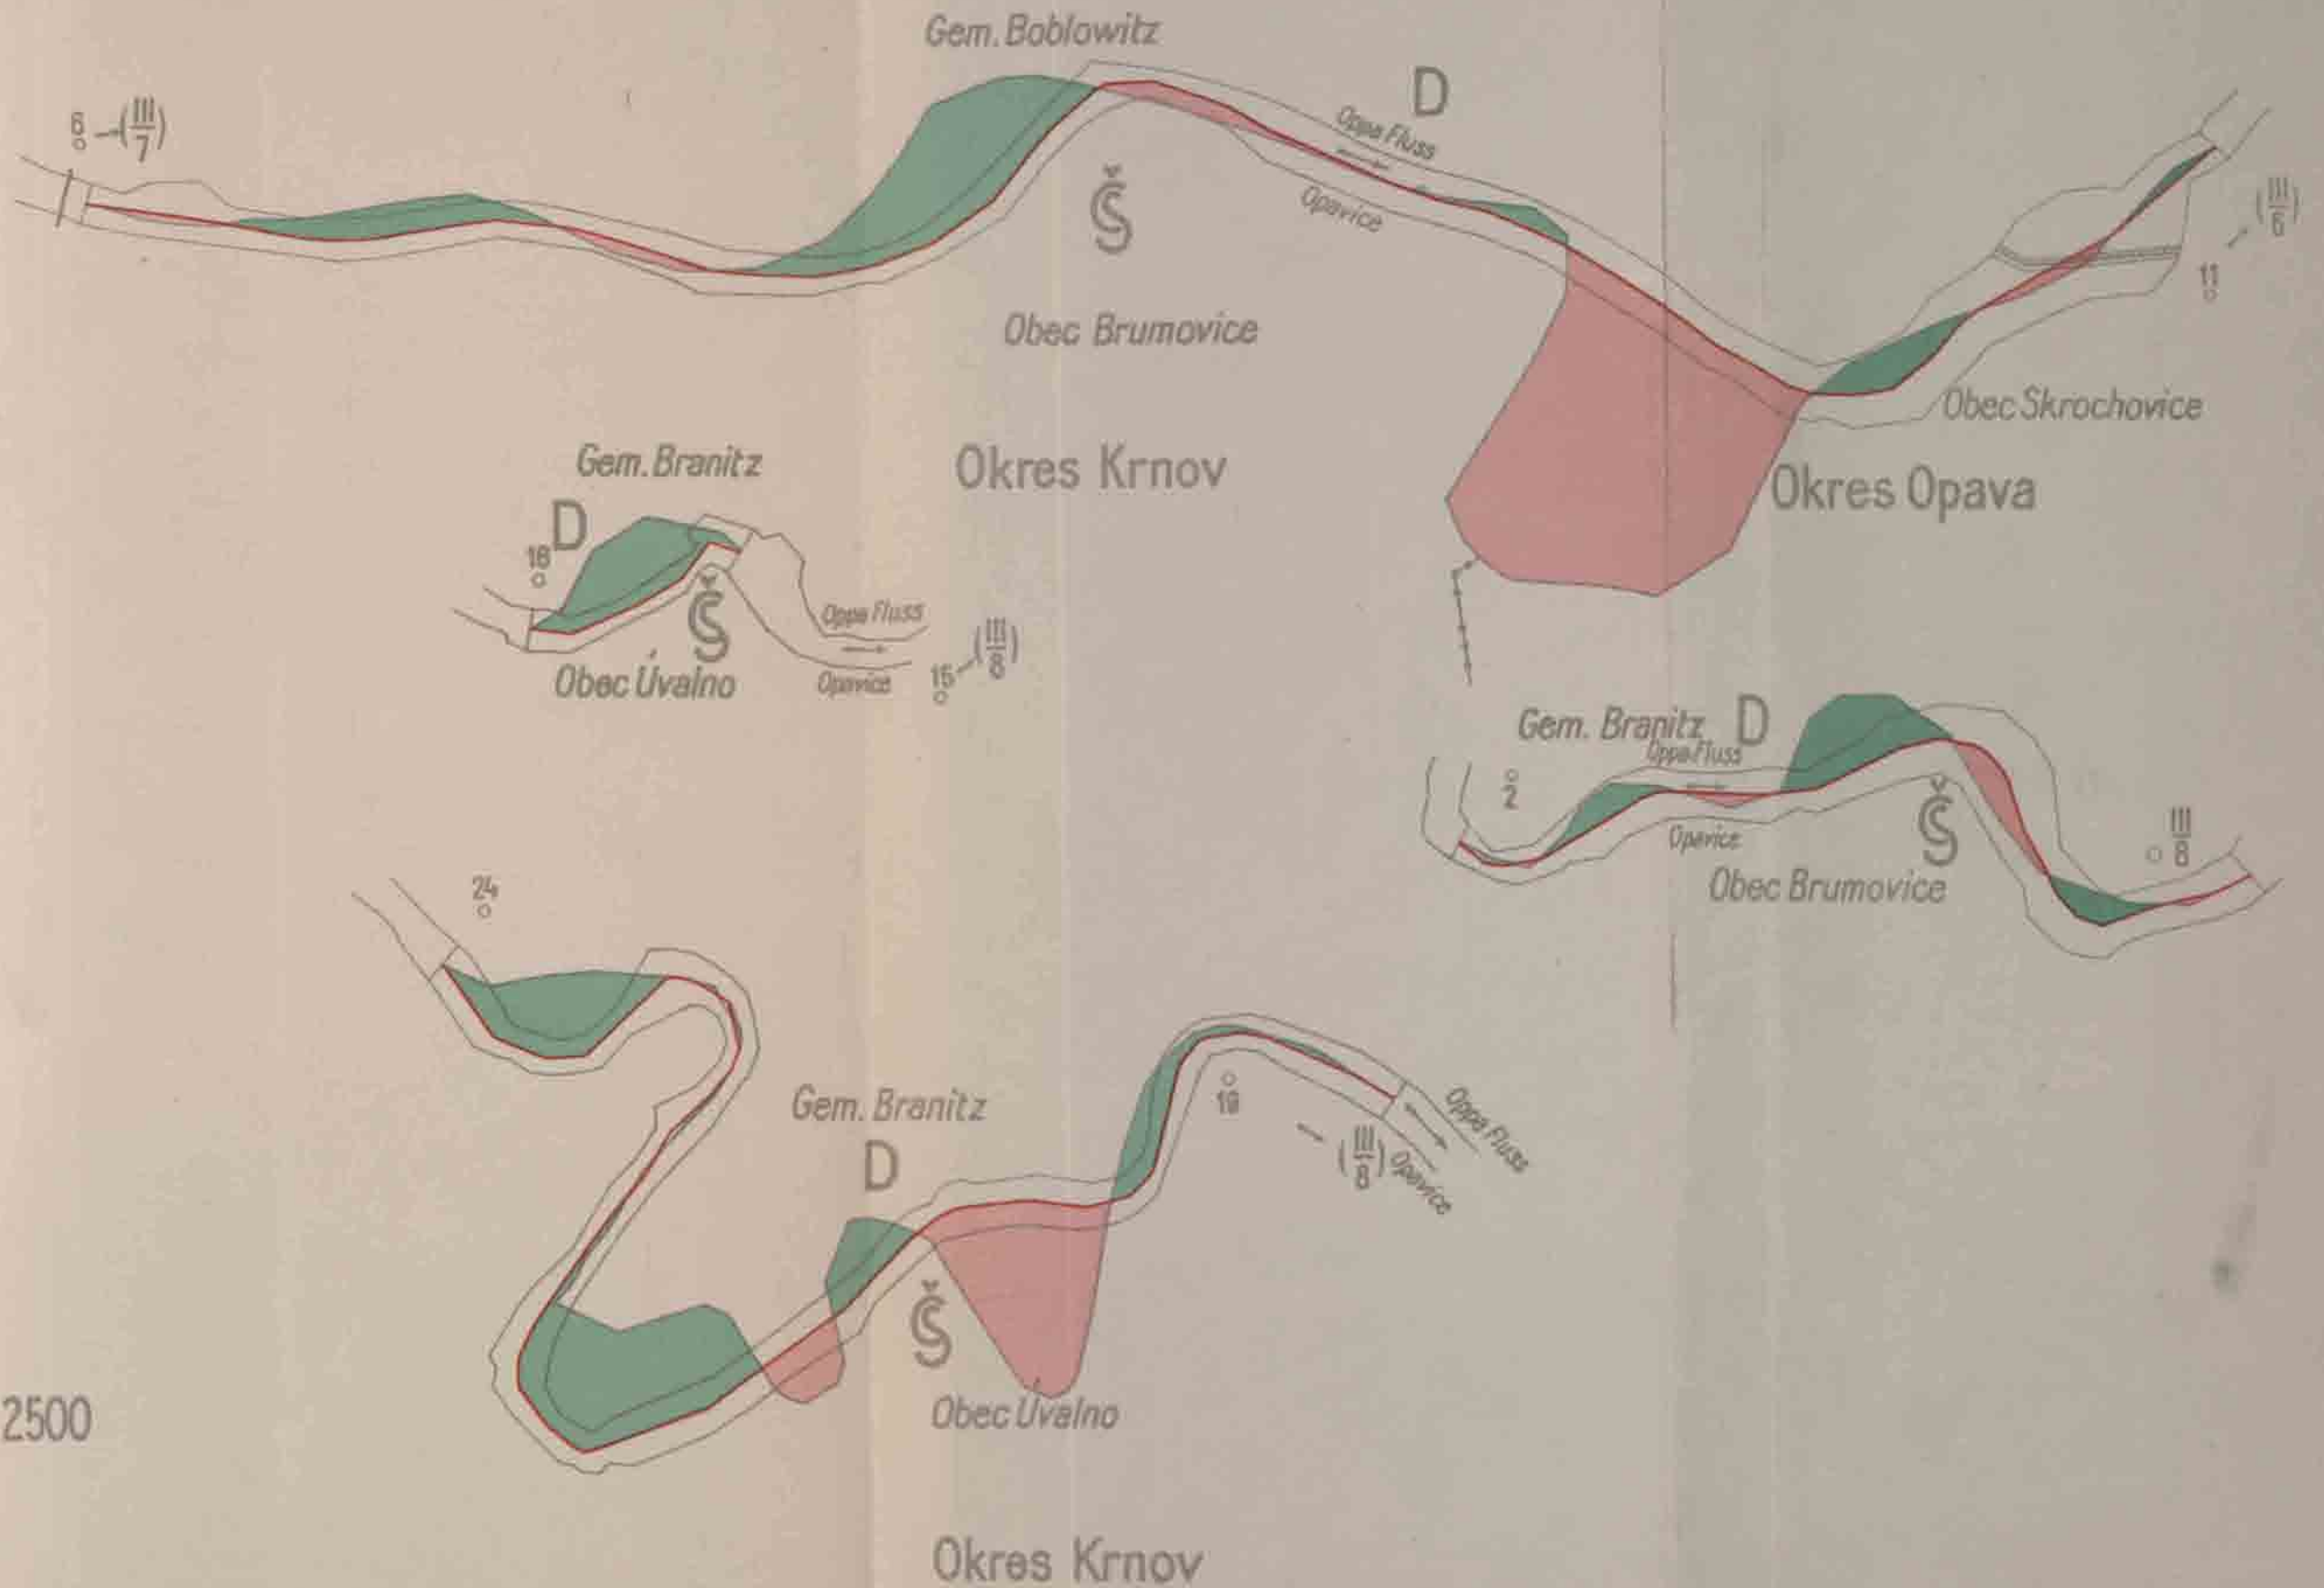 Gem. Boblowitz
D
6 (III/7)
Oppa Fluss
Š
Opavice
(III/6)
11
Obec Brumovice
Obec Skrochovice
Gem. Branitz
Okres Krnov
Okres Opava
D
18
Š
Oppa Fluss
(III/8)
Obec Úvalno
Opavice
15
Gem. Branitz D
Oppa Fluss
2
Š
Opavice
III/8
Obec Brumovice
24
Gem. Branitz
19
Oppa Fluss
D
(III/8)
Opavice
Š
Obec Úvalno
2500
Okres Krnov